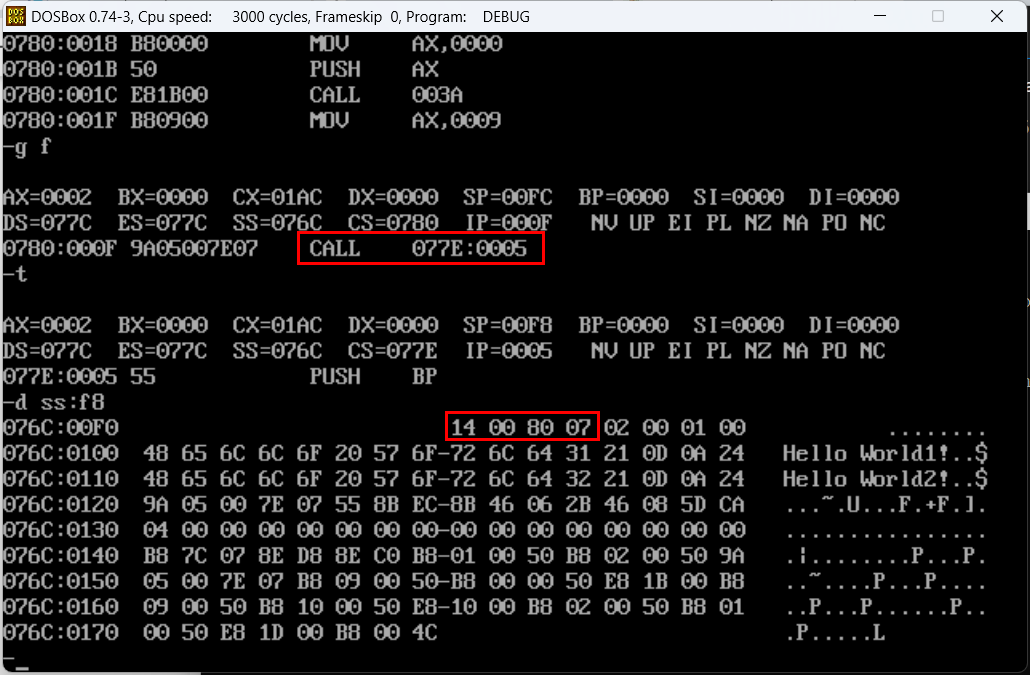 DOSBox 0.74-3, Cpu speed: 3000 cycles, Frameskip 0, Program: DEBUG
0780:0018 B80000 MOV AX,0000
0780:001B 50 PUSH AX
0780:001C E81B00 CALL 003A
0780:001F B80900 MOV AX,0009
-g f
AX=0002 BX=0000 CX=01AC DX=0000 SP=00FC BP=0000 SI=0000 DI=0000
DS=077C ES=077C SS=076C CS=0780 IP=000F NV UP EI PL NZ NA PO NC
0780:000F 9A05007E07 CALL 077E:0005
-t
AX=0002 BX=0000 CX=01AC DX=0000 SP=00F8 BP=0000 SI=0000 DI=0000
DS=077C ES=077C SS=076C CS=077E IP=0005 NV UP EI PL NZ NA PO NC
077E:0005 55 PUSH BP
-d ss:f8
076C:00F0 14 00 80 07 02 00 01 00 ........
076C:0100 48 65 6C 6C 6F 20 57 6F-72 6C 64 31 21 0D 0A 24 Hello World1!..$
076C:0110 48 65 6C 6C 6F 20 57 6F-72 6C 64 32 21 0D 0A 24 Hello World2!..$
076C:0120 9A 05 00 7E 07 55 8B EC-8B 46 06 2B 46 08 5D CA ...~.U...F.+F.].
076C:0130 04 00 00 00 00 00 00 00-00 00 00 00 00 00 00 00 ................
076C:0140 B8 7C 07 8E D8 8E C0 B8-01 00 50 B8 02 00 50 9A .|........P...P.
076C:0150 05 00 7E 07 B8 09 00 50-B8 00 00 50 E8 1B 00 B8 ..~....P...P....
076C:0160 09 00 50 B8 10 00 50 E8-10 00 B8 02 00 50 B8 01 ..P...P......P..
076C:0170 00 50 E8 1D 00 B8 00 4C .P.....L
-_